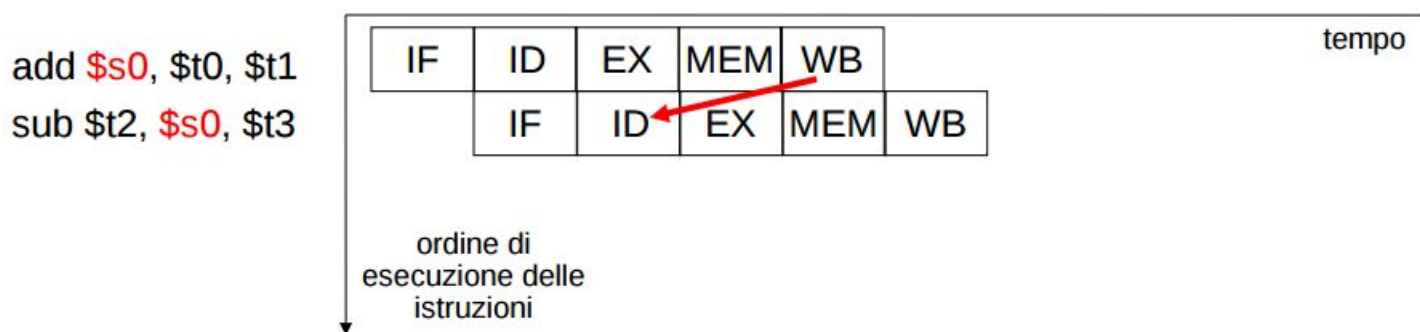 add $s0, $t0, $t1
IF ID EX MEM WB
tempo
sub $t2, $s0, $t3
IF ID EX MEM WB
ordine di
esecuzione delle
istruzioni